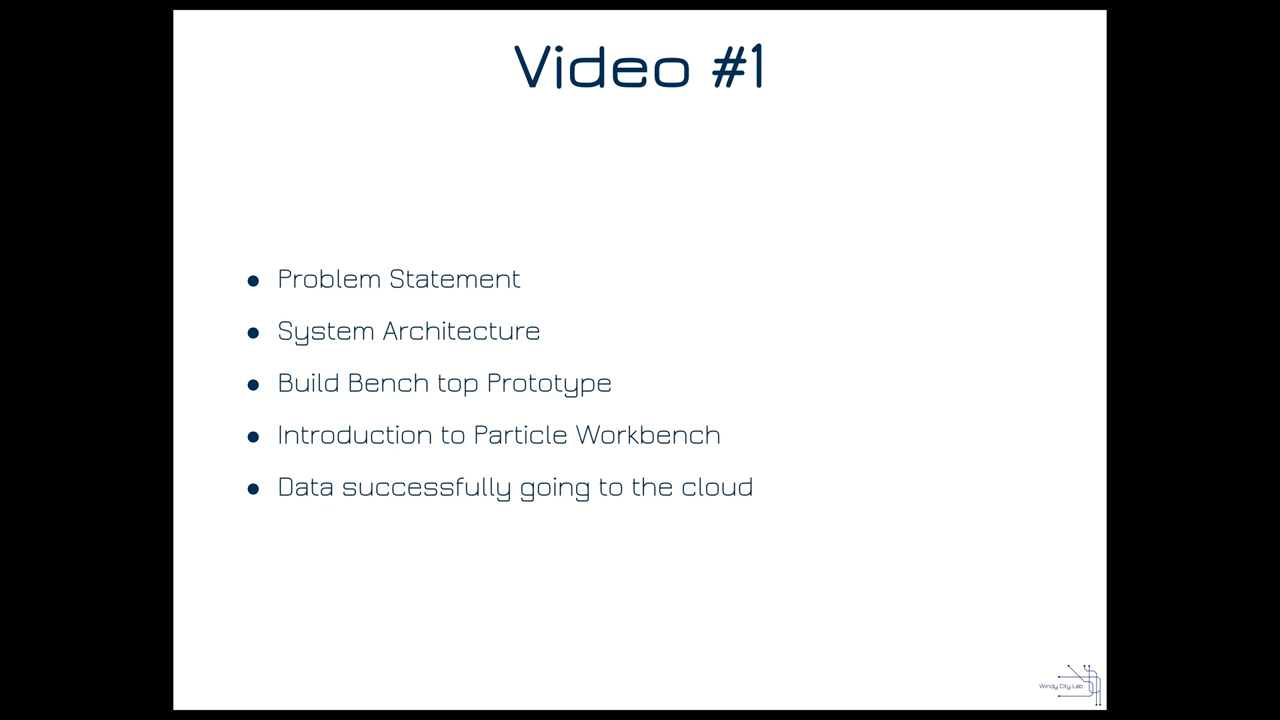 Video #1
● Problem Statement
● System Architecture
● Build Bench top Prototype
● Introduction to Particle Workbench
● Data successfully going to the cloud
Windy City Lab